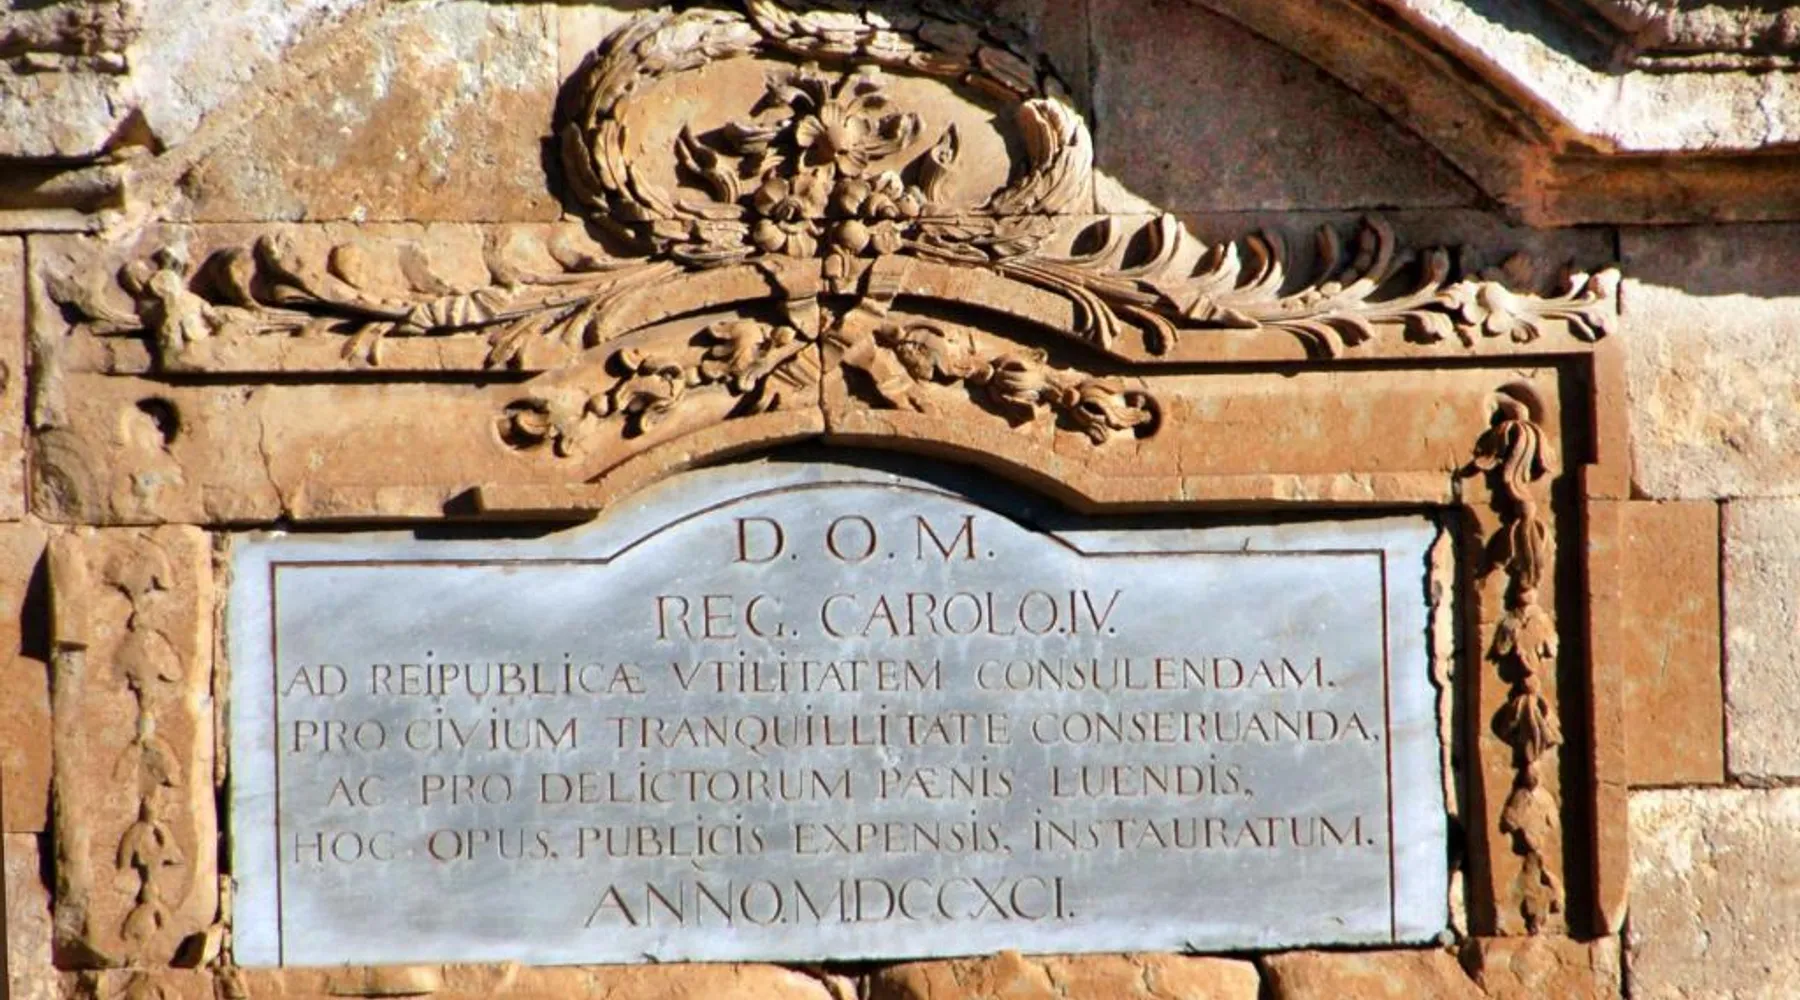 D. O. M.
REG. CAROLO.IV.
AD REiPUBLiCÆ VTiLiTATEM CONSULENDAM.
PRO CiViUM TRANQUiLLiTATE CONSERUANDA,
AC PRO DELiCTORUM PÆNiS LUENDiS,
HOC OPUS. PUBLiCiS EXPENSiS, iNSTAURATUM.
ANNO.M.DCCXCI.